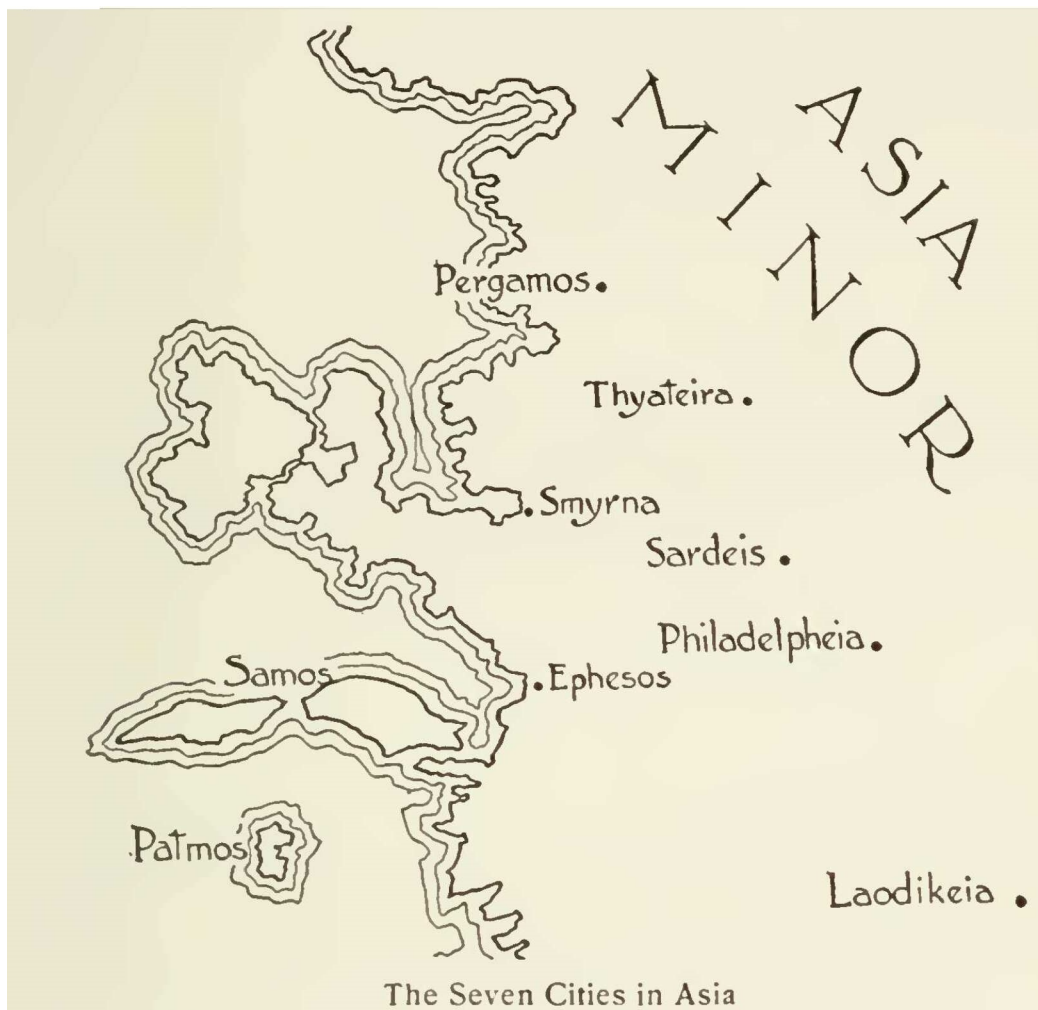 ASIA
MINOR
Pergamos
Thyateira
Smyrna
Sardeis
Philadelpheia
Samos
Ephesos
Patmos
Laodikeia
The Seven Cities in Asia